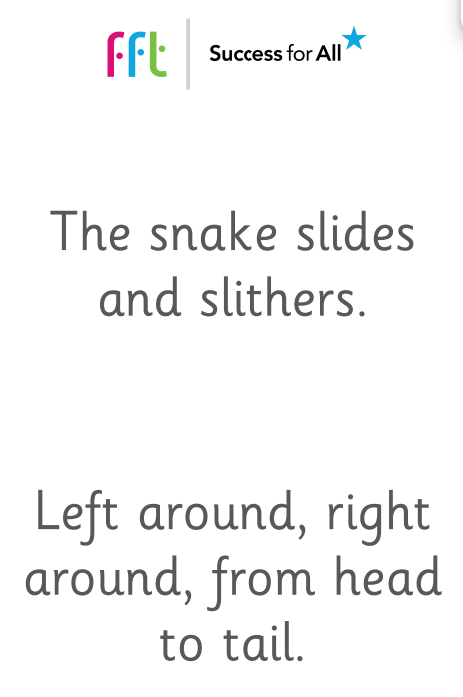 fft
Success for All
The snake slides
and slithers.
Left around, right
around, from head
to tail.